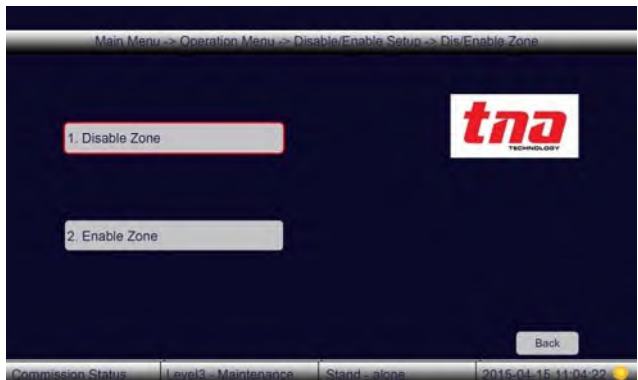 Main Menu -> Operation Menu -> Disable/Enable Setup -> Dis/Enable Zone
tna
TECHNOLOGY
1. Disable Zone
2. Enable Zone
Back
Commission Status Level3 - Maintenance Stand - alone 2015-04-15 11:04:22